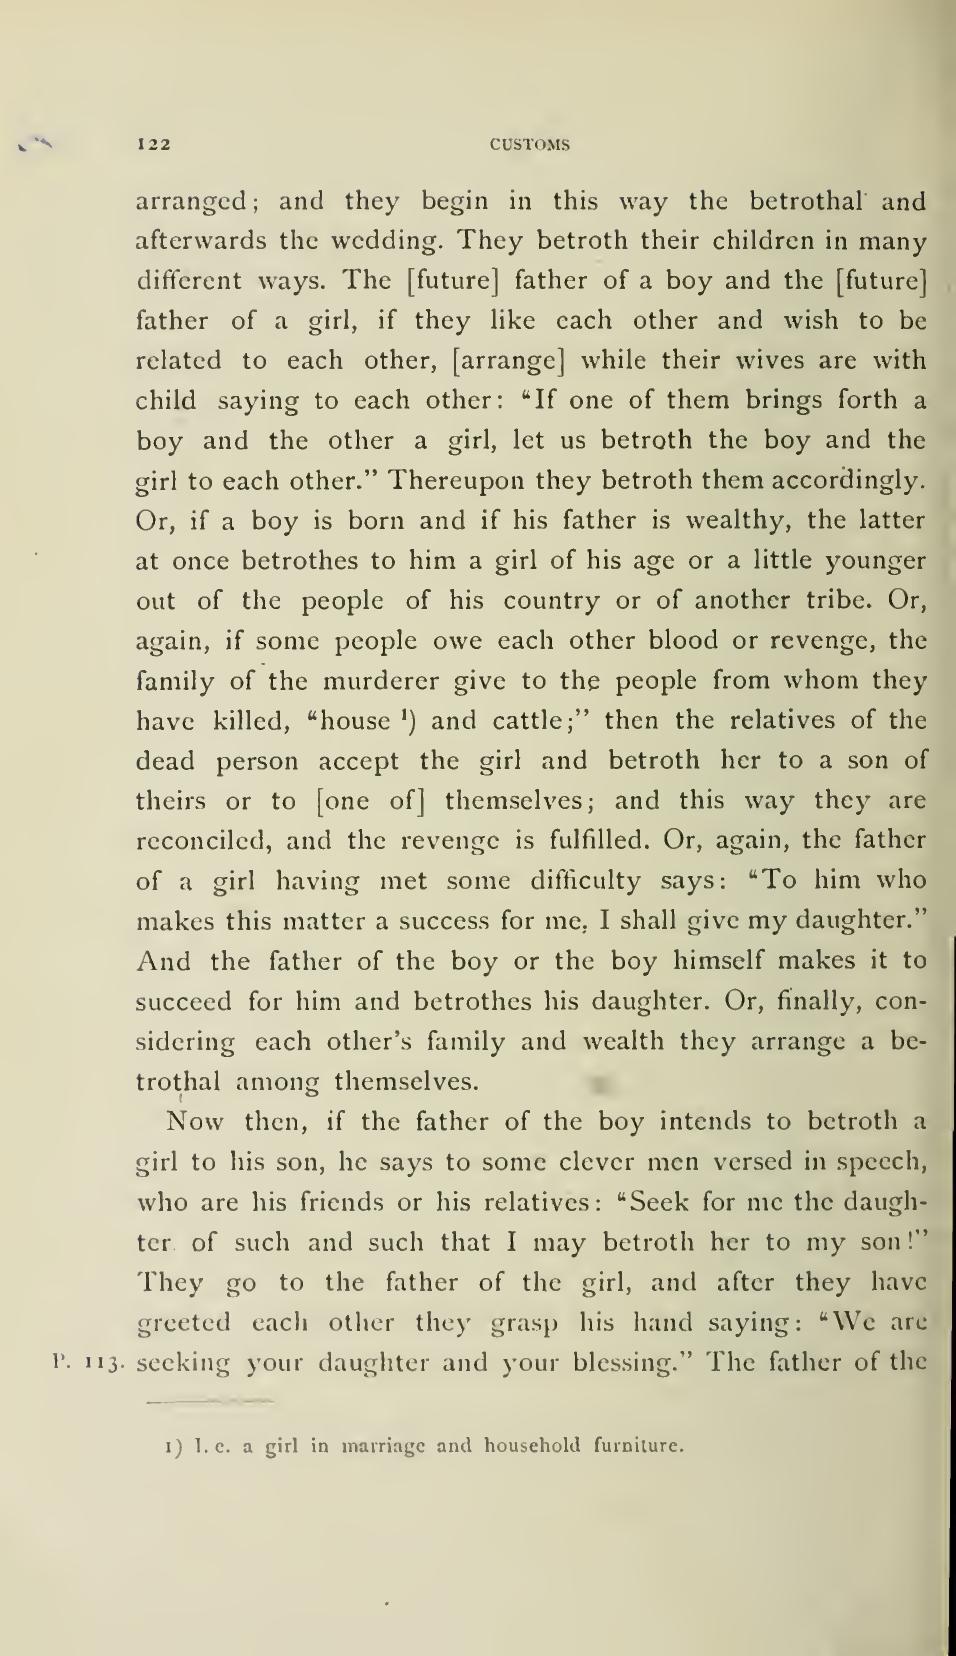 122 CUSTOMS
arranged; and they begin in this way the betrothal and
afterwards the wedding. They betroth their children in many
different ways. The [future] father of a boy and the [future]
father of a girl, if they like each other and wish to be
related to each other, [arrange] while their wives are with
child saying to each other: “If one of them brings forth a
boy and the other a girl, let us betroth the boy and the
girl to each other.” Thereupon they betroth them accordingly.
Or, if a boy is born and if his father is wealthy, the latter
at once betrothes to him a girl of his age or a little younger
out of the people of his country or of another tribe. Or,
again, if some people owe each other blood or revenge, the
family of the murderer give to the people from whom they
have killed, “house ¹) and cattle;” then the relatives of the
dead person accept the girl and betroth her to a son of
theirs or to [one of] themselves; and this way they are
reconciled, and the revenge is fulfilled. Or, again, the father
of a girl having met some difficulty says: “To him who
makes this matter a success for me, I shall give my daughter.”
And the father of the boy or the boy himself makes it to
succeed for him and betrothes his daughter. Or, finally, con-
sidering each other’s family and wealth they arrange a be-
trothal among themselves.
Now then, if the father of the boy intends to betroth a
girl to his son, he says to some clever men versed in speech,
who are his friends or his relatives: “Seek for me the daugh-
ter of such and such that I may betroth her to my son!”
They go to the father of the girl, and after they have
greeted each other they grasp his hand saying: “We are
P. 113. seeking your daughter and your blessing.” The father of the
1) I. e. a girl in marriage and household furniture.